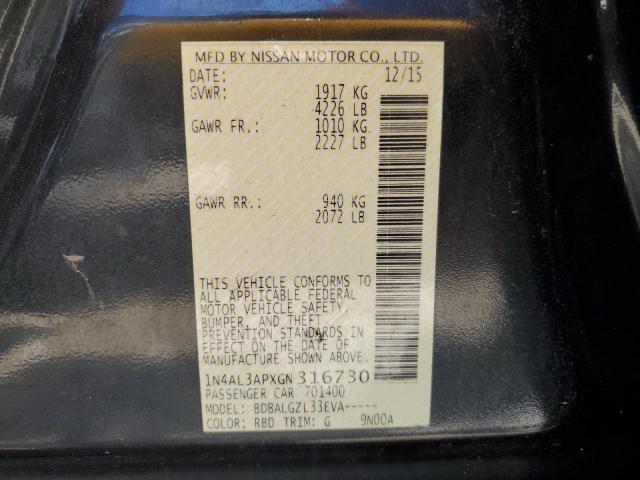 MFD BY NISSAN MOTOR CO., LTD.
DATE: 12/15
GVWR: 1917 KG
4226 LB
GAWR FR.: 1010 KG
2227 LB
GAWR RR.: 940 KG
2072 LB
THIS VEHICLE CONFORMS TO
ALL APPLICABLE FEDERAL
MOTOR VEHICLE SAFETY,
BUMPER, AND THEFT
PREVENTION STANDARDS IN
EFFECT ON THE DATE OF
MANUFACTURE SHOWN ABOVE.
1N4AL3APXGN316730
PASSENGER CAR 701400
MODEL: BDBALGZL33EVA-----
COLOR: RBD TRIM: G 9N00A